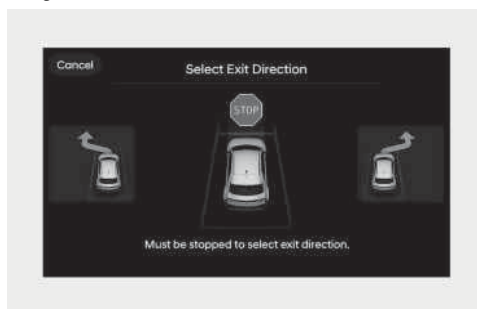 Cancel
Select Exit Direction
STOP
Must be stopped to select exit direction.